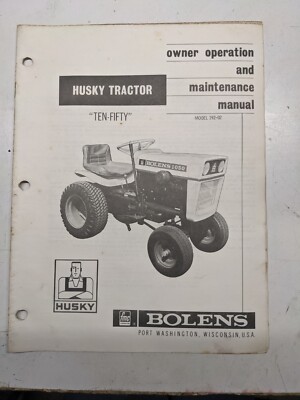 owner operation
and
maintenance
manual
HUSKY TRACTOR
"TEN-FIFTY"
BOLENS 1050
HUSKY
BOLENS
PORT WASHINGTON, WISCONSIN, U.S.A.